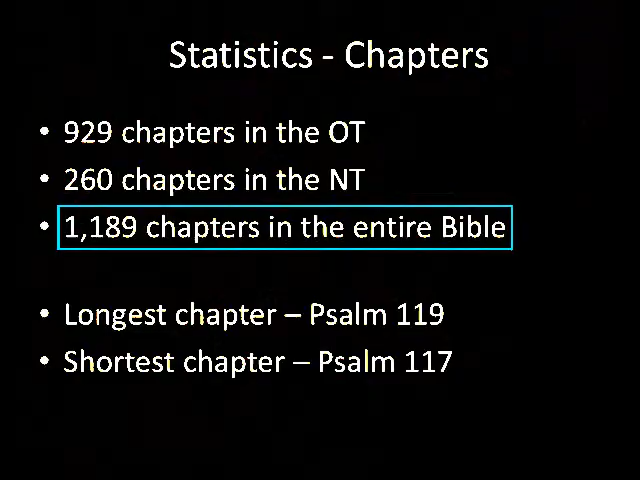 Statistics - Chapters
• 929 chapters in the OT
• 260 chapters in the NT
• 1,189 chapters in the entire Bible
• Longest chapter – Psalm 119
• Shortest chapter – Psalm 117